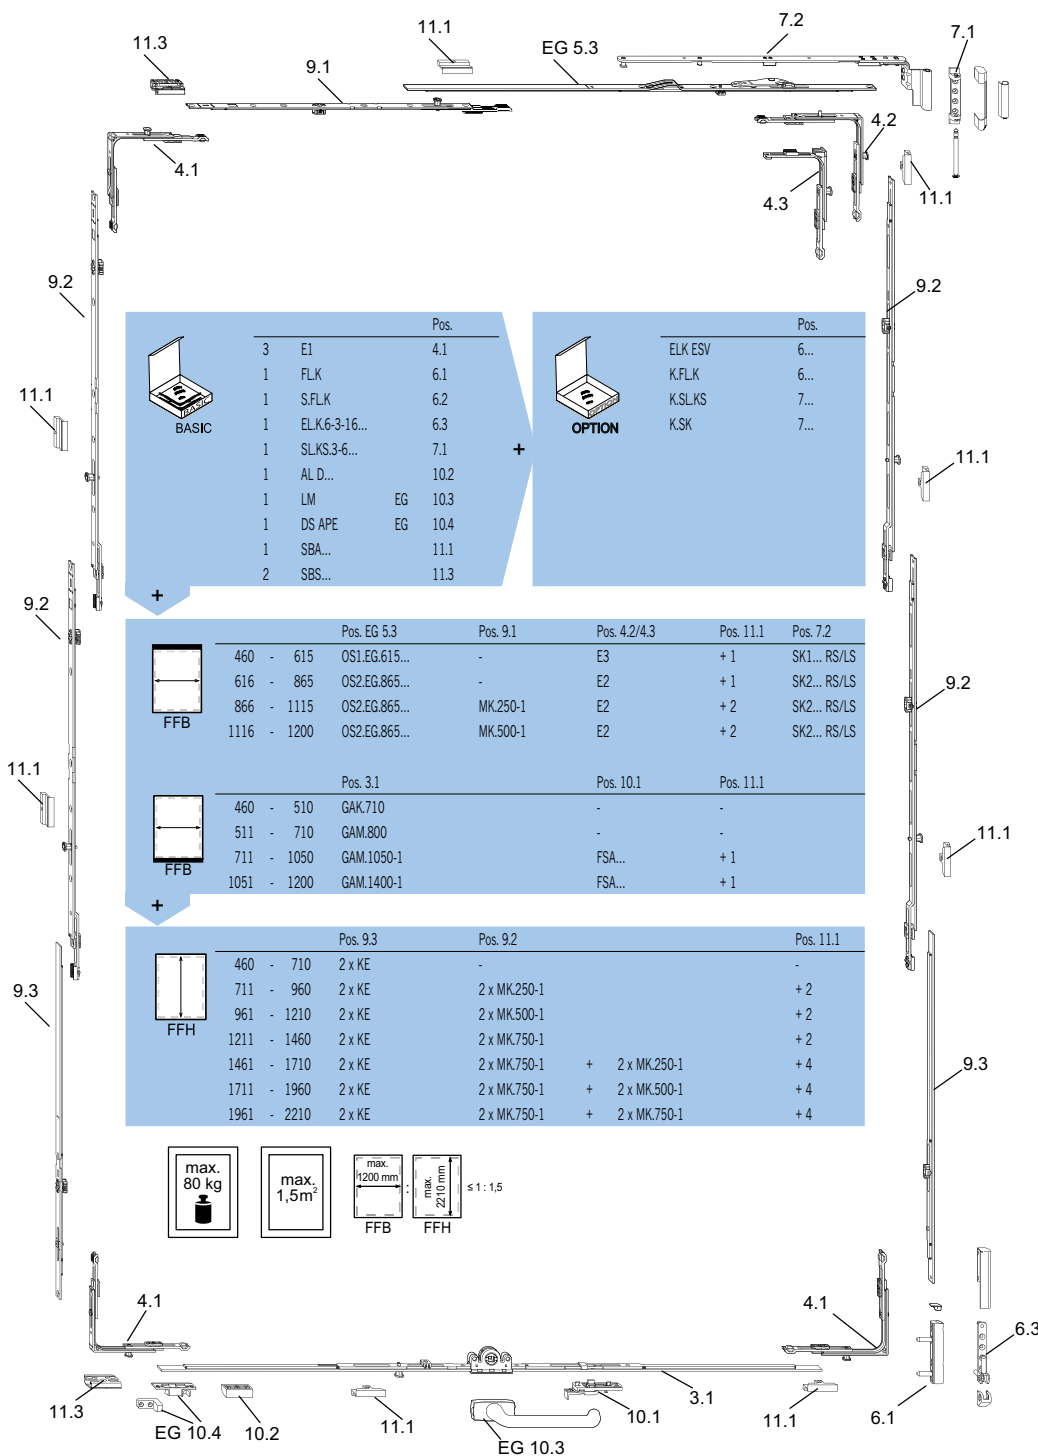 7.2
11.1
7.1
EG 5.3
11.3
9.1
4.2
4.1
11.1
4.3
9.2
9.2
Pos.
3 E1 4.1
1 FL.K 6.1
1 S.FL.K 6.2
1 EL.K.6-3-16... 6.3
1 SL.KS.3-6... 7.1
1 AL D... 10.2
1 LM EG 10.3
1 DS APE EG 10.4
1 SBA... 11.1
2 SBS... 11.3
BASIC
BASIC
+
Pos.
ELK ESV 6...
K.FL.K 6...
K.SL.KS 7...
K.SK 7...
OPTION
OPTION
11.1
11.1
+
9.2
Pos. EG 5.3 Pos. 9.1 Pos. 4.2/4.3 Pos. 11.1 Pos. 7.2
460 - 615 OS1.EG.615... - E3 + 1 SK1... RS/LS
616 - 865 OS2.EG.865... - E2 + 1 SK2... RS/LS
866 - 1115 OS2.EG.865... MK.250-1 E2 + 2 SK2... RS/LS
1116 - 1200 OS2.EG.865... MK.500-1 E2 + 2 SK2... RS/LS
FFB
9.2
11.1
Pos. 3.1 Pos. 10.1 Pos. 11.1
460 - 510 GAK.710 - -
511 - 710 GAM.800 - -
711 - 1050 GAM.1050-1 FSA... + 1
1051 - 1200 GAM.1400-1 FSA... + 1
FFB
11.1
+
Pos. 9.3 Pos. 9.2 Pos. 11.1
460 - 710 2 x KE - -
711 - 960 2 x KE 2 x MK.250-1 + 2
961 - 1210 2 x KE 2 x MK.500-1 + 2
1211 - 1460 2 x KE 2 x MK.750-1 + 2
1461 - 1710 2 x KE 2 x MK.750-1 + 2 x MK.250-1 + 4
1711 - 1960 2 x KE 2 x MK.750-1 + 2 x MK.500-1 + 4
1961 - 2210 2 x KE 2 x MK.750-1 + 2 x MK.750-1 + 4
FFH
9.3
9.3
max.
80 kg
max.
1,5m²
max.
1200 mm
FFB
:
max.
2210 mm
FFH
≤ 1 : 1,5
4.1
4.1
6.3
3.1
11.3
EG 10.4
10.2
11.1
EG 10.3
10.1
11.1
6.1